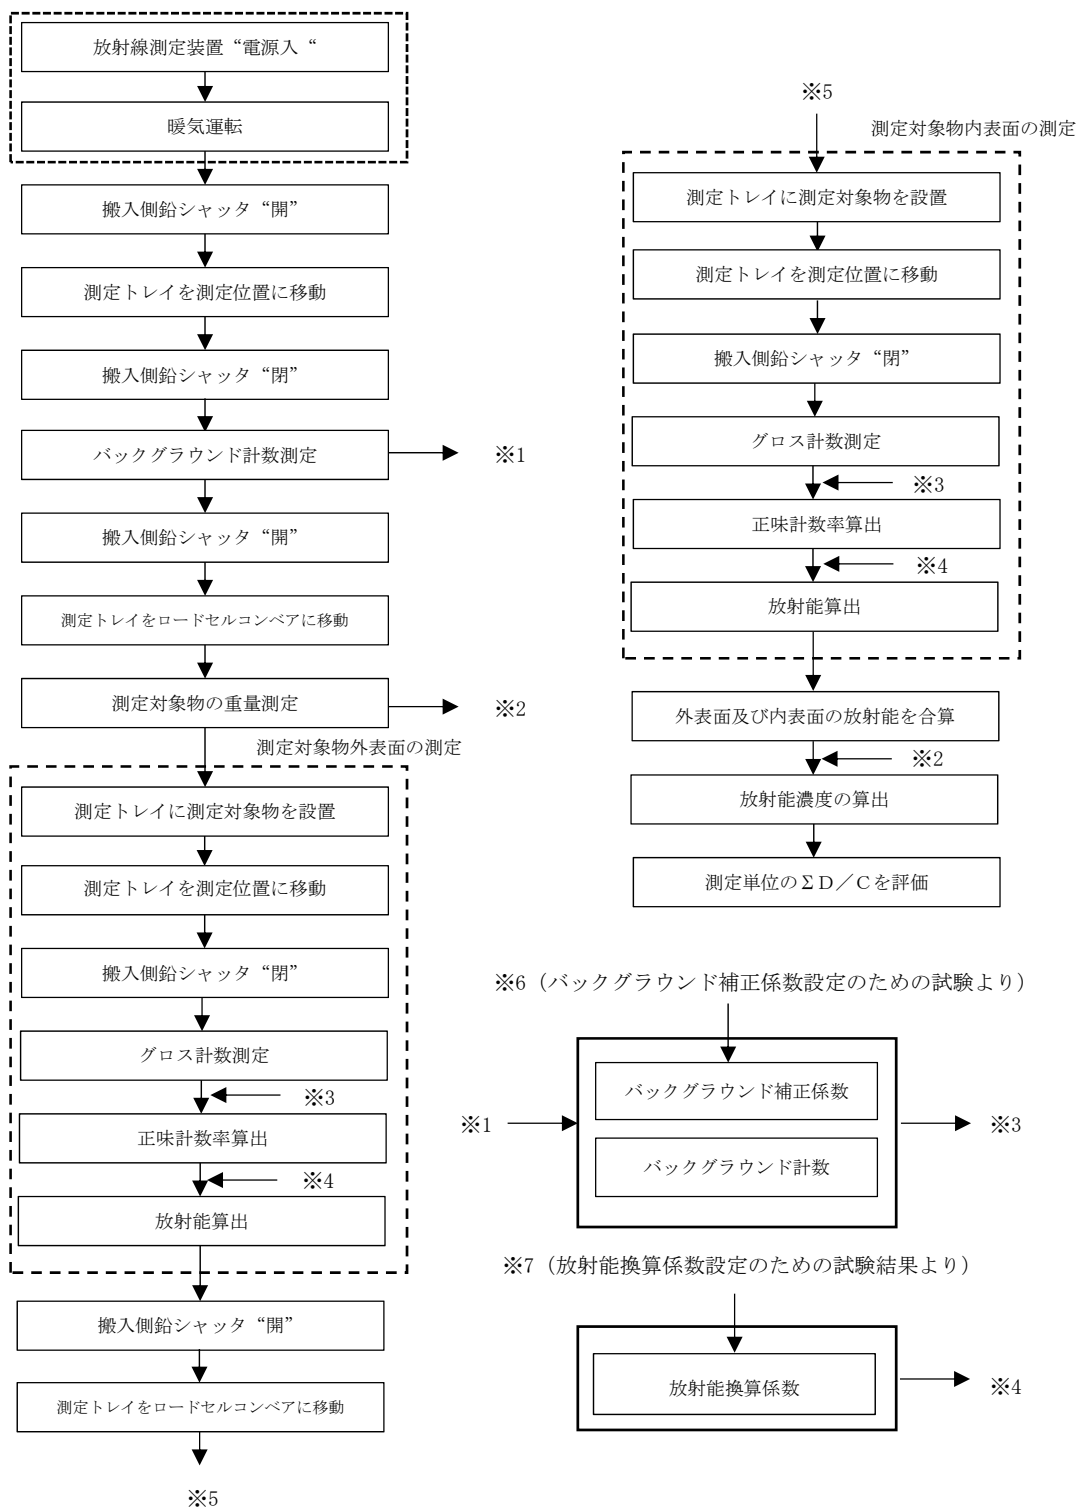 放射線測定装置“電源入“
暖気運転
搬入側鉛シャッタ“開”
測定トレイを測定位置に移動
搬入側鉛シャッタ“閉”
バックグラウンド計数測定
※1
搬入側鉛シャッタ“開”
測定トレイをロードセルコンベアに移動
測定対象物の重量測定
※2
測定対象物外表面の測定
測定トレイに測定対象物を設置
測定トレイを測定位置に移動
搬入側鉛シャッタ“閉”
グロス計数測定
※3
正味計数率算出
※4
放射能算出
搬入側鉛シャッタ“開”
測定トレイをロードセルコンベアに移動
※5
※5
測定対象物内表面の測定
測定トレイに測定対象物を設置
測定トレイを測定位置に移動
搬入側鉛シャッタ“閉”
グロス計数測定
※3
正味計数率算出
※4
放射能算出
外表面及び内表面の放射能を合算
※2
放射能濃度の算出
測定単位のΣD／Cを評価
※6（バックグラウンド補正係数設定のための試験より）
バックグラウンド補正係数
※1
※3
バックグラウンド計数
※7（放射能換算係数設定のための試験結果より）
放射能換算係数
※4